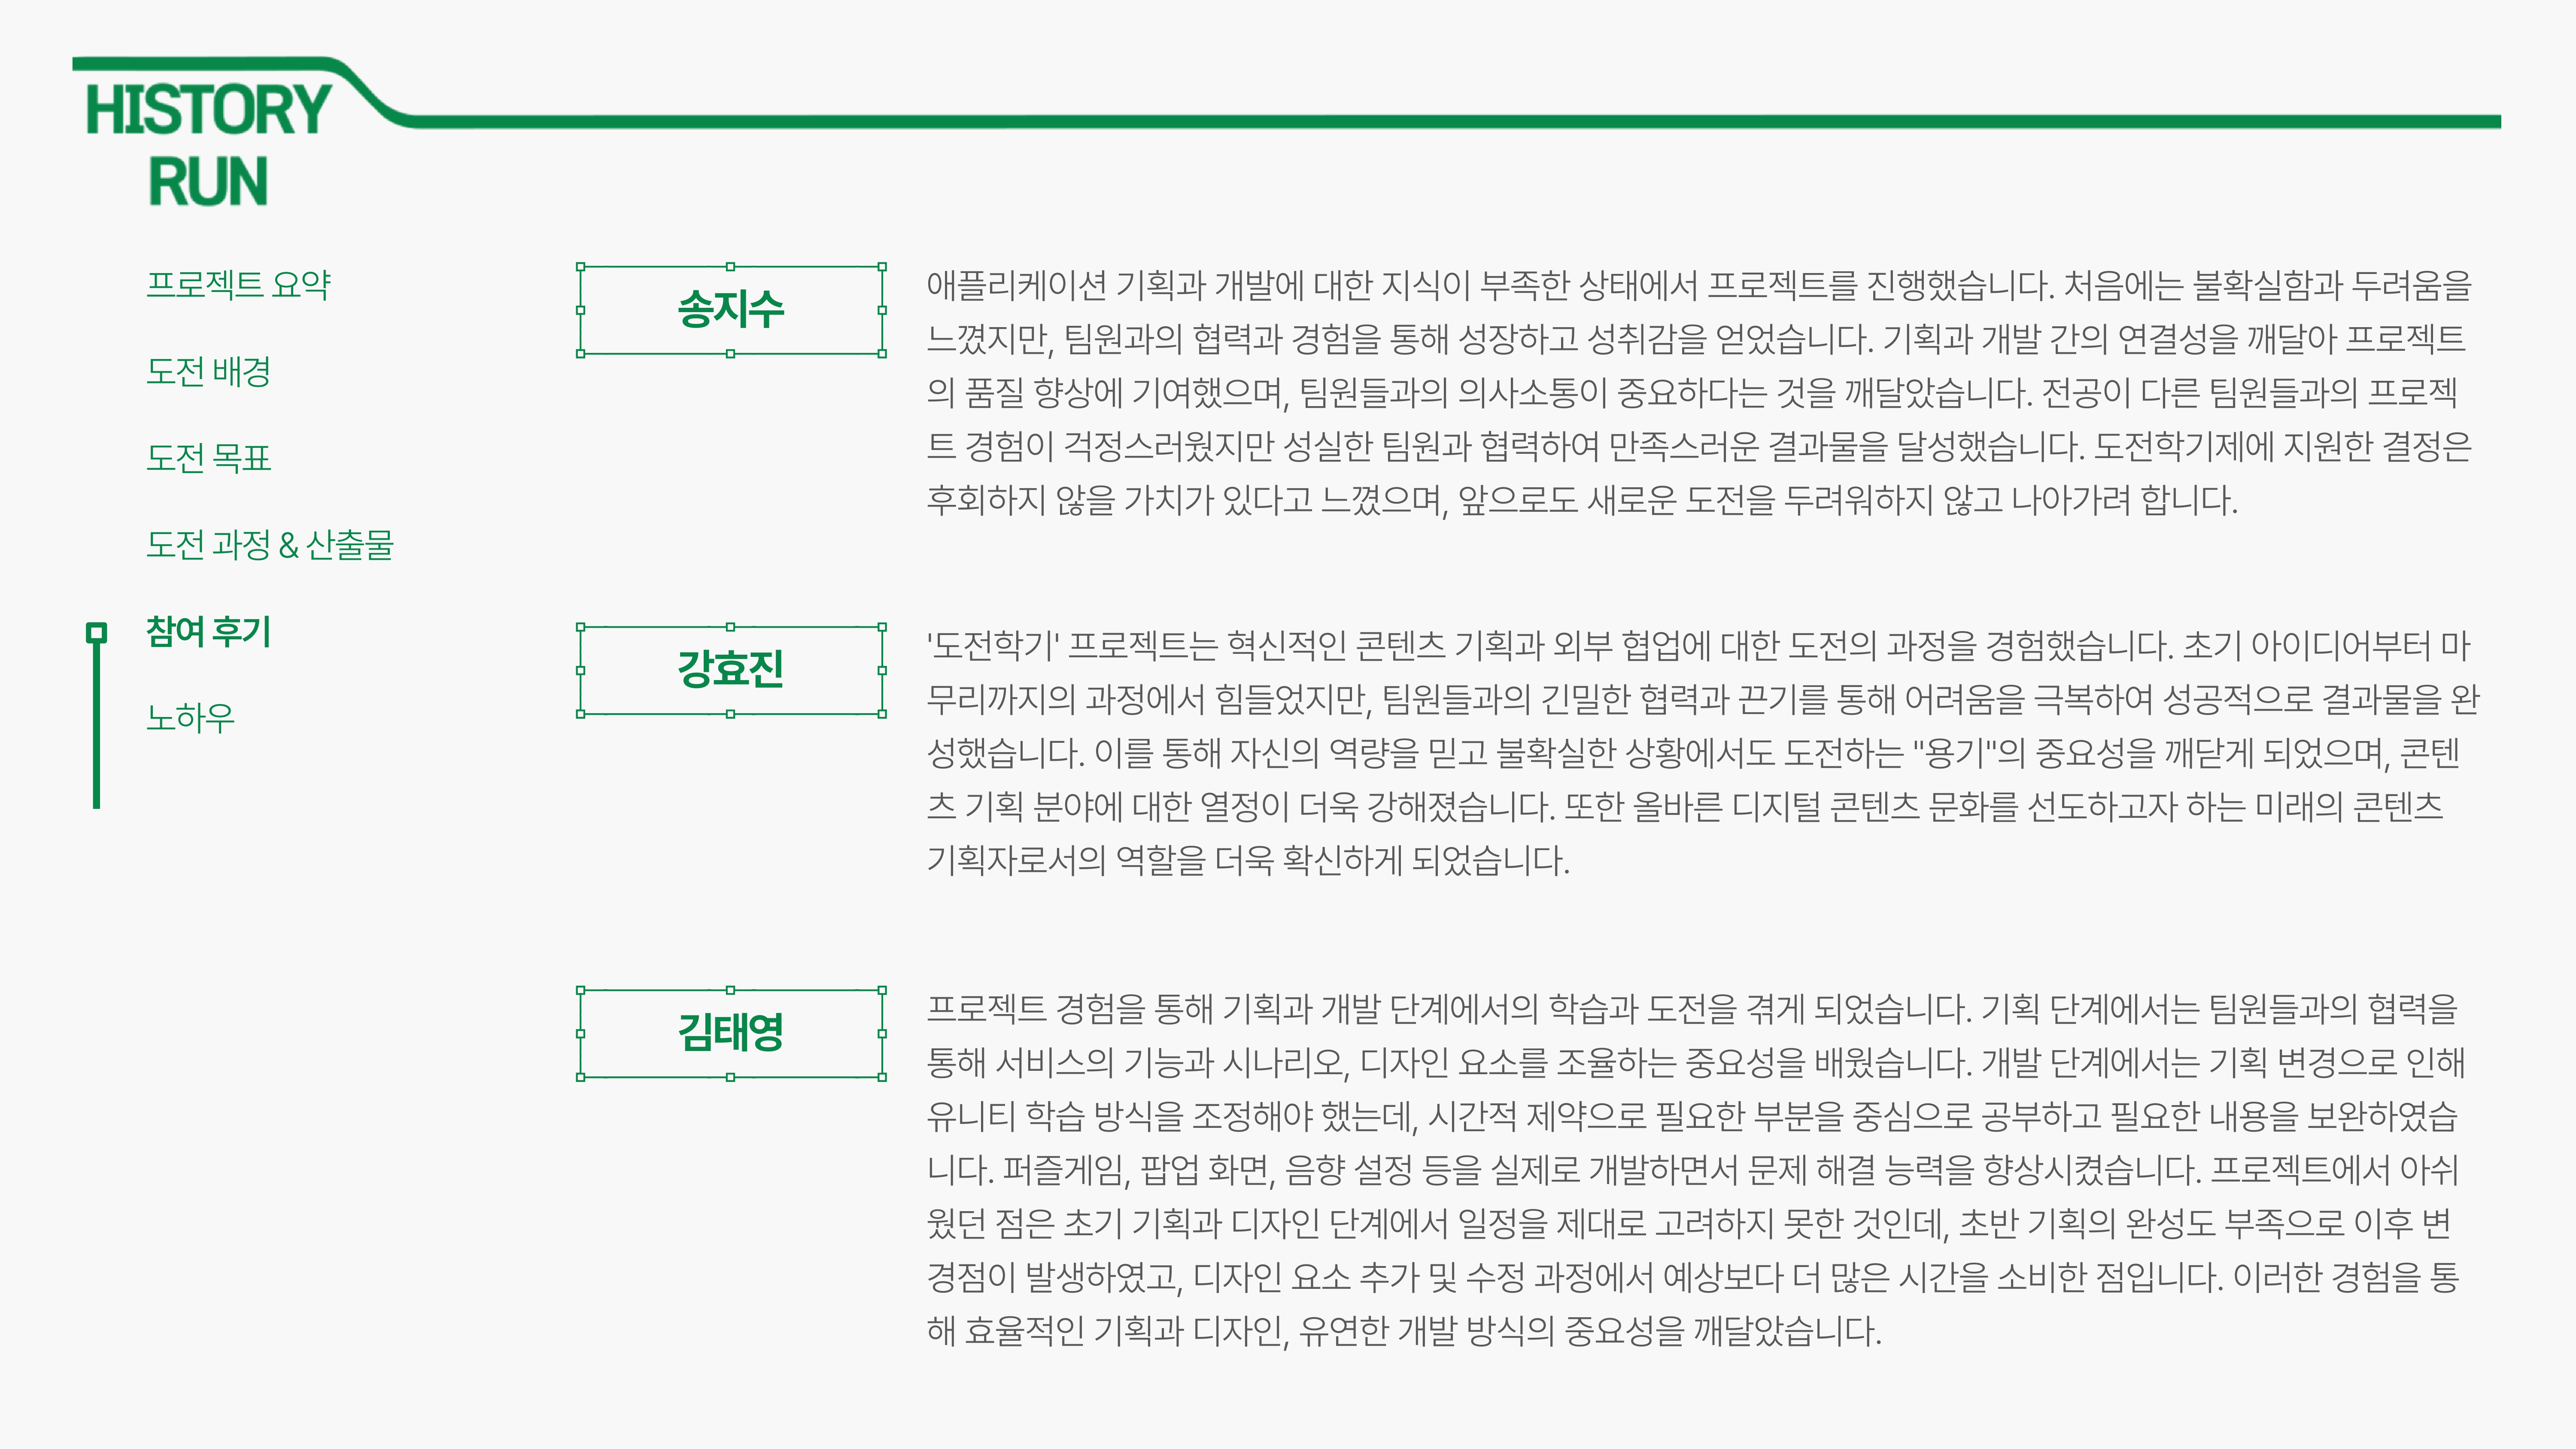 HISTORY
RUN
프로젝트 요약
도전 배경
도전 목표
도전 과정 & 산출물
참여 후기
노하우
송지수
애플리케이션 기획과 개발에 대한 지식이 부족한 상태에서 프로젝트를 진행했습니다. 처음에는 불확실함과 두려움을
느꼈지만, 팀원과의 협력과 경험을 통해 성장하고 성취감을 얻었습니다. 기획과 개발 간의 연결성을 깨달아 프로젝트
의 품질 향상에 기여했으며, 팀원들과의 의사소통이 중요하다는 것을 깨달았습니다. 전공이 다른 팀원들과의 프로젝
트 경험이 걱정스러웠지만 성실한 팀원과 협력하여 만족스러운 결과물을 달성했습니다. 도전학기제에 지원한 결정은
후회하지 않을 가치가 있다고 느꼈으며, 앞으로도 새로운 도전을 두려워하지 않고 나아가려 합니다.
강효진
'도전학기' 프로젝트는 혁신적인 콘텐츠 기획과 외부 협업에 대한 도전의 과정을 경험했습니다. 초기 아이디어부터 마
무리까지의 과정에서 힘들었지만, 팀원들과의 긴밀한 협력과 끈기를 통해 어려움을 극복하여 성공적으로 결과물을 완
성했습니다. 이를 통해 자신의 역량을 믿고 불확실한 상황에서도 도전하는 "용기"의 중요성을 깨닫게 되었으며, 콘텐
츠 기획 분야에 대한 열정이 더욱 강해졌습니다. 또한 올바른 디지털 콘텐츠 문화를 선도하고자 하는 미래의 콘텐츠
기획자로서의 역할을 더욱 확신하게 되었습니다.
김태영
프로젝트 경험을 통해 기획과 개발 단계에서의 학습과 도전을 겪게 되었습니다. 기획 단계에서는 팀원들과의 협력을
통해 서비스의 기능과 시나리오, 디자인 요소를 조율하는 중요성을 배웠습니다. 개발 단계에서는 기획 변경으로 인해
유니티 학습 방식을 조정해야 했는데, 시간적 제약으로 필요한 부분을 중심으로 공부하고 필요한 내용을 보완하였습
니다. 퍼즐게임, 팝업 화면, 음향 설정 등을 실제로 개발하면서 문제 해결 능력을 향상시켰습니다. 프로젝트에서 아쉬
웠던 점은 초기 기획과 디자인 단계에서 일정을 제대로 고려하지 못한 것인데, 초반 기획의 완성도 부족으로 이후 변
경점이 발생하였고, 디자인 요소 추가 및 수정 과정에서 예상보다 더 많은 시간을 소비한 점입니다. 이러한 경험을 통
해 효율적인 기획과 디자인, 유연한 개발 방식의 중요성을 깨달았습니다.